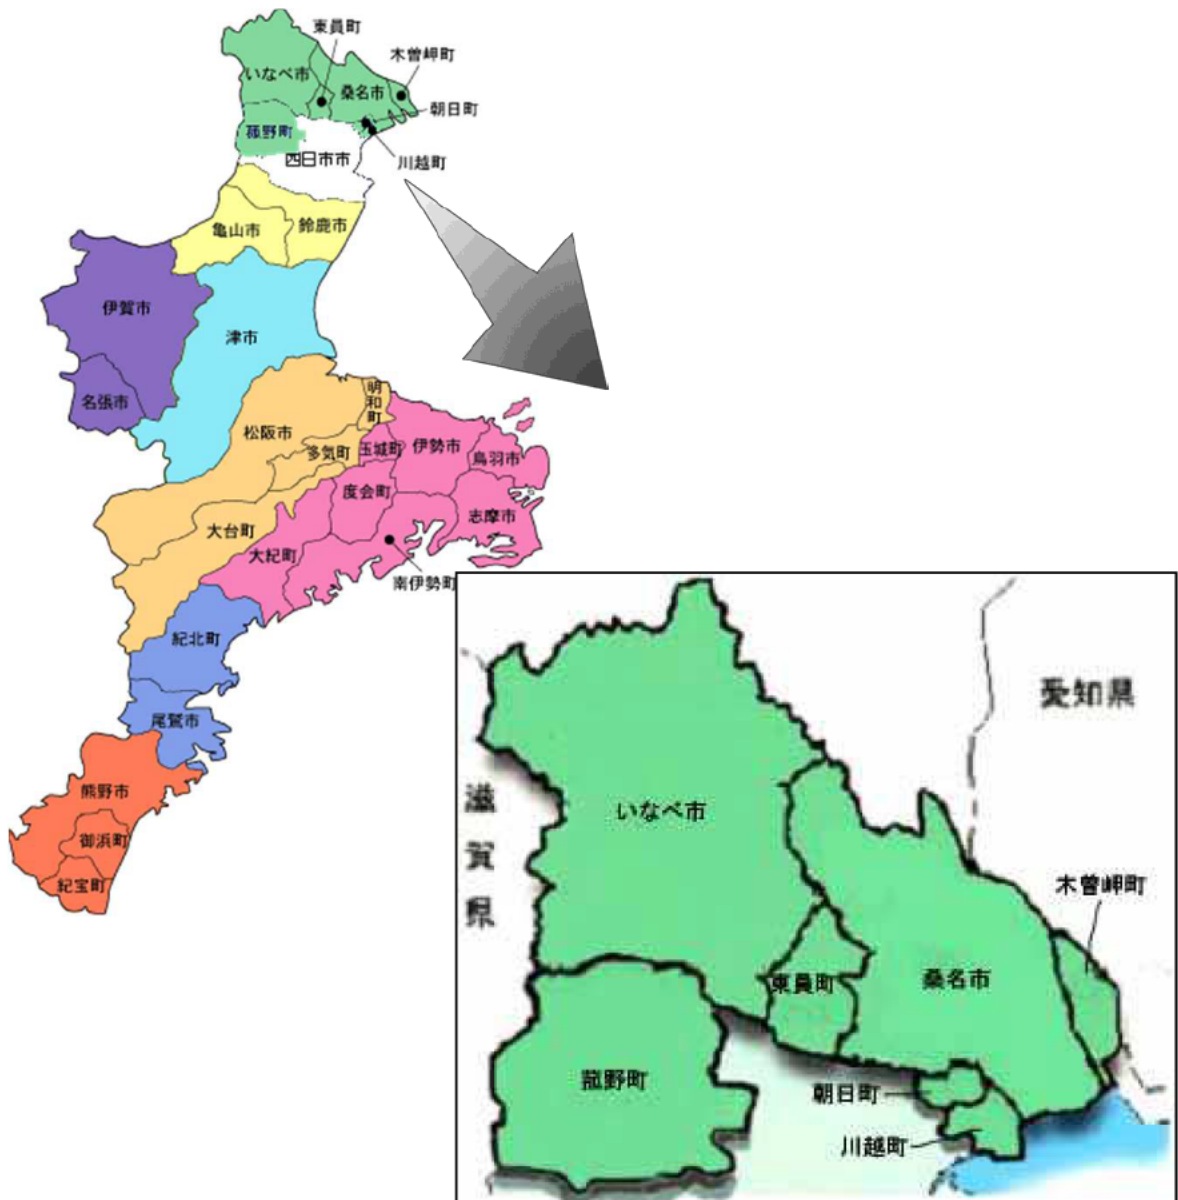 東員町
木曽岬町
いなべ市
桑名市
朝日町
菰野町
四日市市
川越町
亀山市
鈴鹿市
伊賀市
津市
名張市
明和町
松阪市
多気町
玉城町
伊勢市
鳥羽市
度会町
志摩市
大台町
大紀町
南伊勢町
紀北町
尾鷲市
熊野市
御浜町
紀宝町
愛知県
滋賀県
いなべ市
木曽岬町
東員町
桑名市
菰野町
朝日町
川越町